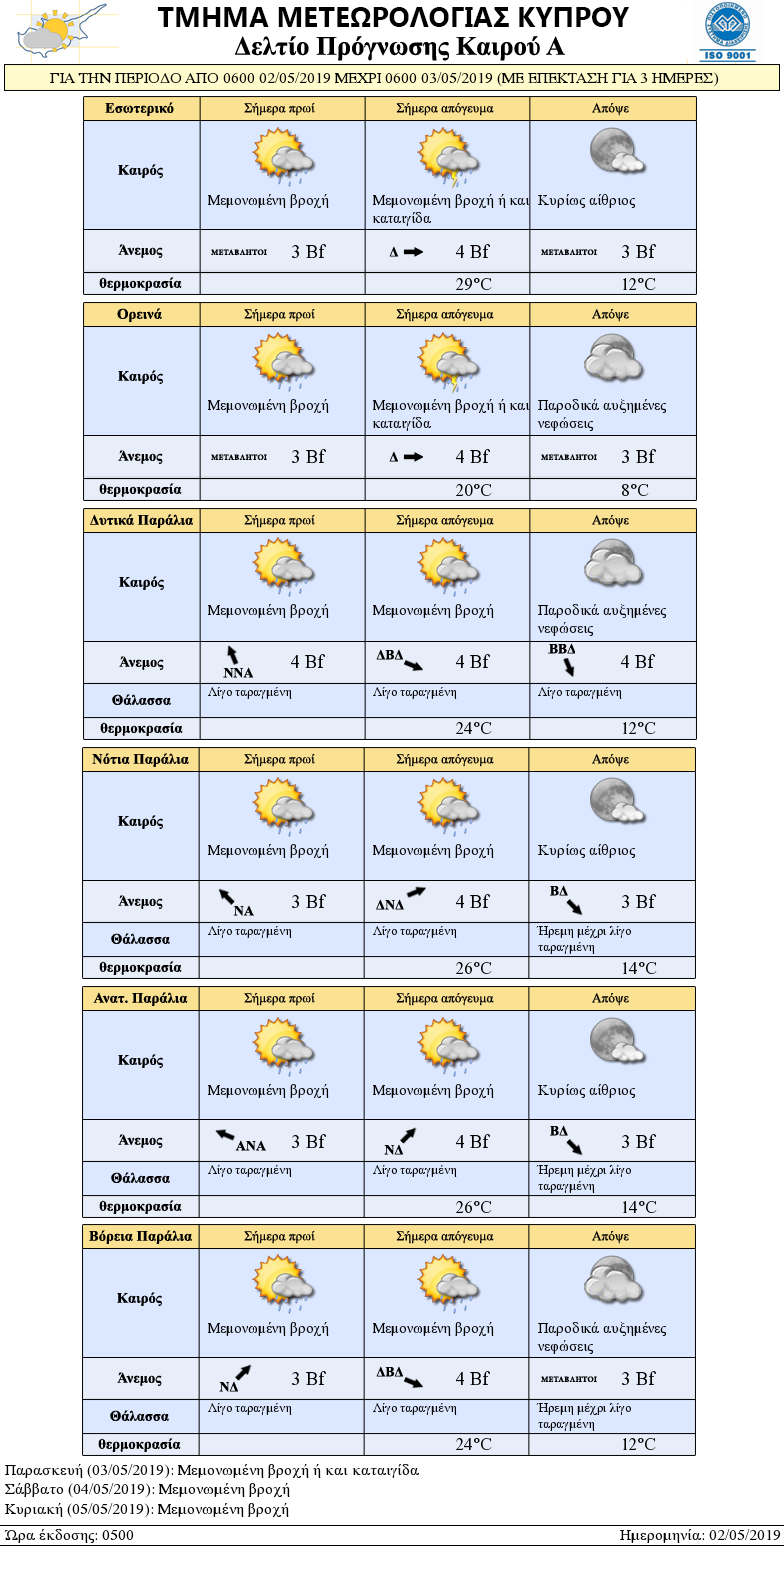 ΤΜΗΜΑ ΜΕΤΕΩΡΟΛΟΓΙΑΣ ΚΥΠΡΟΥ
Δελτίο Πρόγνωσης Καιρού Α
ISO 9001
ΓΙΑ ΤΗΝ ΠΕΡΙΟΔΟ ΑΠΟ 0600 02/05/2019 ΜΕΧΡΙ 0600 03/05/2019 (ΜΕ ΕΠΕΚΤΑΣΗ ΓΙΑ 3 ΗΜΕΡΕΣ)
Εσωτερικό Σήμερα πρωί Σήμερα απόγευμα Απόψε
Καιρός
Μεμονωμένη βροχή Μεμονωμένη βροχή ή και Κυρίως αίθριος
καταιγίδα
Άνεμος ΜΕΤΑΒΛΗΤΟΙ 3 Bf Δ 4 Bf ΜΕΤΑΒΛΗΤΟΙ 3 Bf
θερμοκρασία 29°C 12°C
Ορεινά Σήμερα πρωί Σήμερα απόγευμα Απόψε
Καιρός
Μεμονωμένη βροχή Μεμονωμένη βροχή ή και Παροδικά αυξημένες
καταιγίδα νεφώσεις
Άνεμος ΜΕΤΑΒΛΗΤΟΙ 3 Bf Δ 4 Bf ΜΕΤΑΒΛΗΤΟΙ 3 Bf
θερμοκρασία 20°C 8°C
Δυτικά Παράλια Σήμερα πρωί Σήμερα απόγευμα Απόψε
Καιρός
Μεμονωμένη βροχή Μεμονωμένη βροχή Παροδικά αυξημένες
νεφώσεις
Άνεμος ΝΝΑ 4 Bf ΔΒΔ 4 Bf ΒΒΔ 4 Bf
Θάλασσα Λίγο ταραγμένη Λίγο ταραγμένη Λίγο ταραγμένη
θερμοκρασία 24°C 12°C
Νότια Παράλια Σήμερα πρωί Σήμερα απόγευμα Απόψε
Καιρός
Μεμονωμένη βροχή Μεμονωμένη βροχή Κυρίως αίθριος
Άνεμος ΝΑ 3 Bf ΔΝΔ 4 Bf ΒΔ 3 Bf
Θάλασσα Λίγο ταραγμένη Λίγο ταραγμένη Ήρεμη μέχρι λίγο
ταραγμένη
θερμοκρασία 26°C 14°C
Ανατ. Παράλια Σήμερα πρωί Σήμερα απόγευμα Απόψε
Καιρός
Μεμονωμένη βροχή Μεμονωμένη βροχή Κυρίως αίθριος
Άνεμος ΑΝΑ 3 Bf ΝΔ 4 Bf ΒΔ 3 Bf
Θάλασσα Λίγο ταραγμένη Λίγο ταραγμένη Ήρεμη μέχρι λίγο
ταραγμένη
θερμοκρασία 26°C 14°C
Βόρεια Παράλια Σήμερα πρωί Σήμερα απόγευμα Απόψε
Καιρός
Μεμονωμένη βροχή Μεμονωμένη βροχή Παροδικά αυξημένες
νεφώσεις
Άνεμος ΝΔ 3 Bf ΔΒΔ 4 Bf ΜΕΤΑΒΛΗΤΟΙ 3 Bf
Θάλασσα Λίγο ταραγμένη Λίγο ταραγμένη Ήρεμη μέχρι λίγο
ταραγμένη
θερμοκρασία 24°C 12°C
Παρασκευή (03/05/2019): Μεμονωμένη βροχή ή και καταιγίδα
Σάββατο (04/05/2019): Μεμονωμένη βροχή
Κυριακή (05/05/2019): Μεμονωμένη βροχή
Ώρα έκδοσης: 0500 Ημερομηνία: 02/05/2019